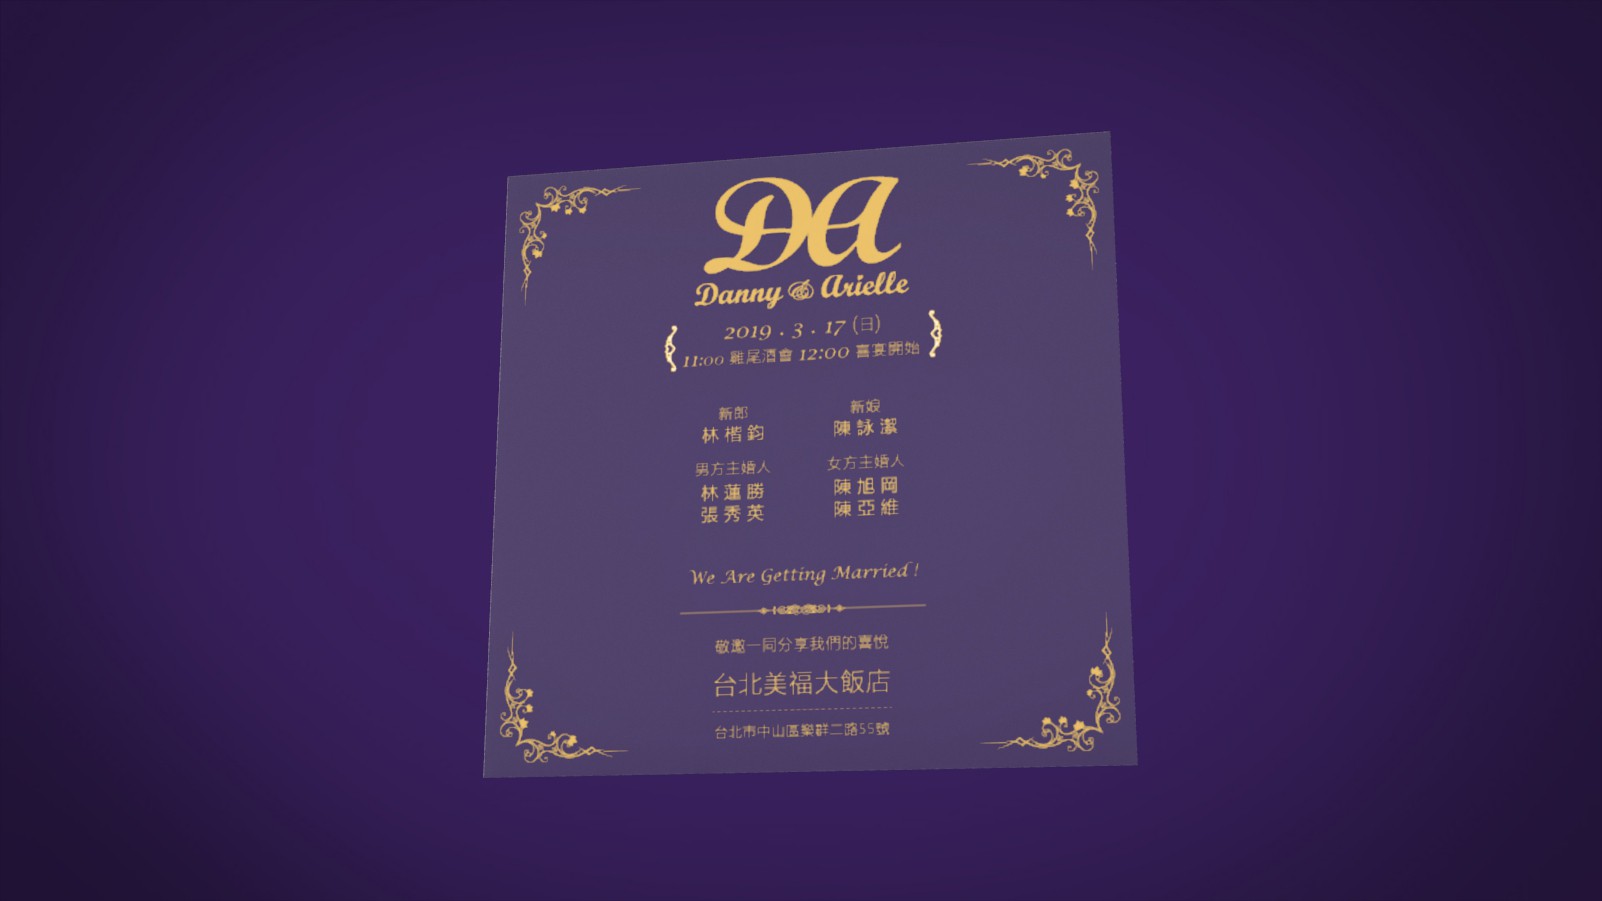 DA
Danny & Arielle
2019 . 3 . 17 (日)
11:00 雞尾酒會 12:00 喜宴開始
新郎 新娘
林楷鈞 陳詠潔
男方主婚人 女方主婚人
林蓮勝 陳旭岡
張秀英 陳亞維
We Are Getting Married !
敬邀一同分享我們的喜悅
台北美福大飯店
台北市中山區樂群二路55號